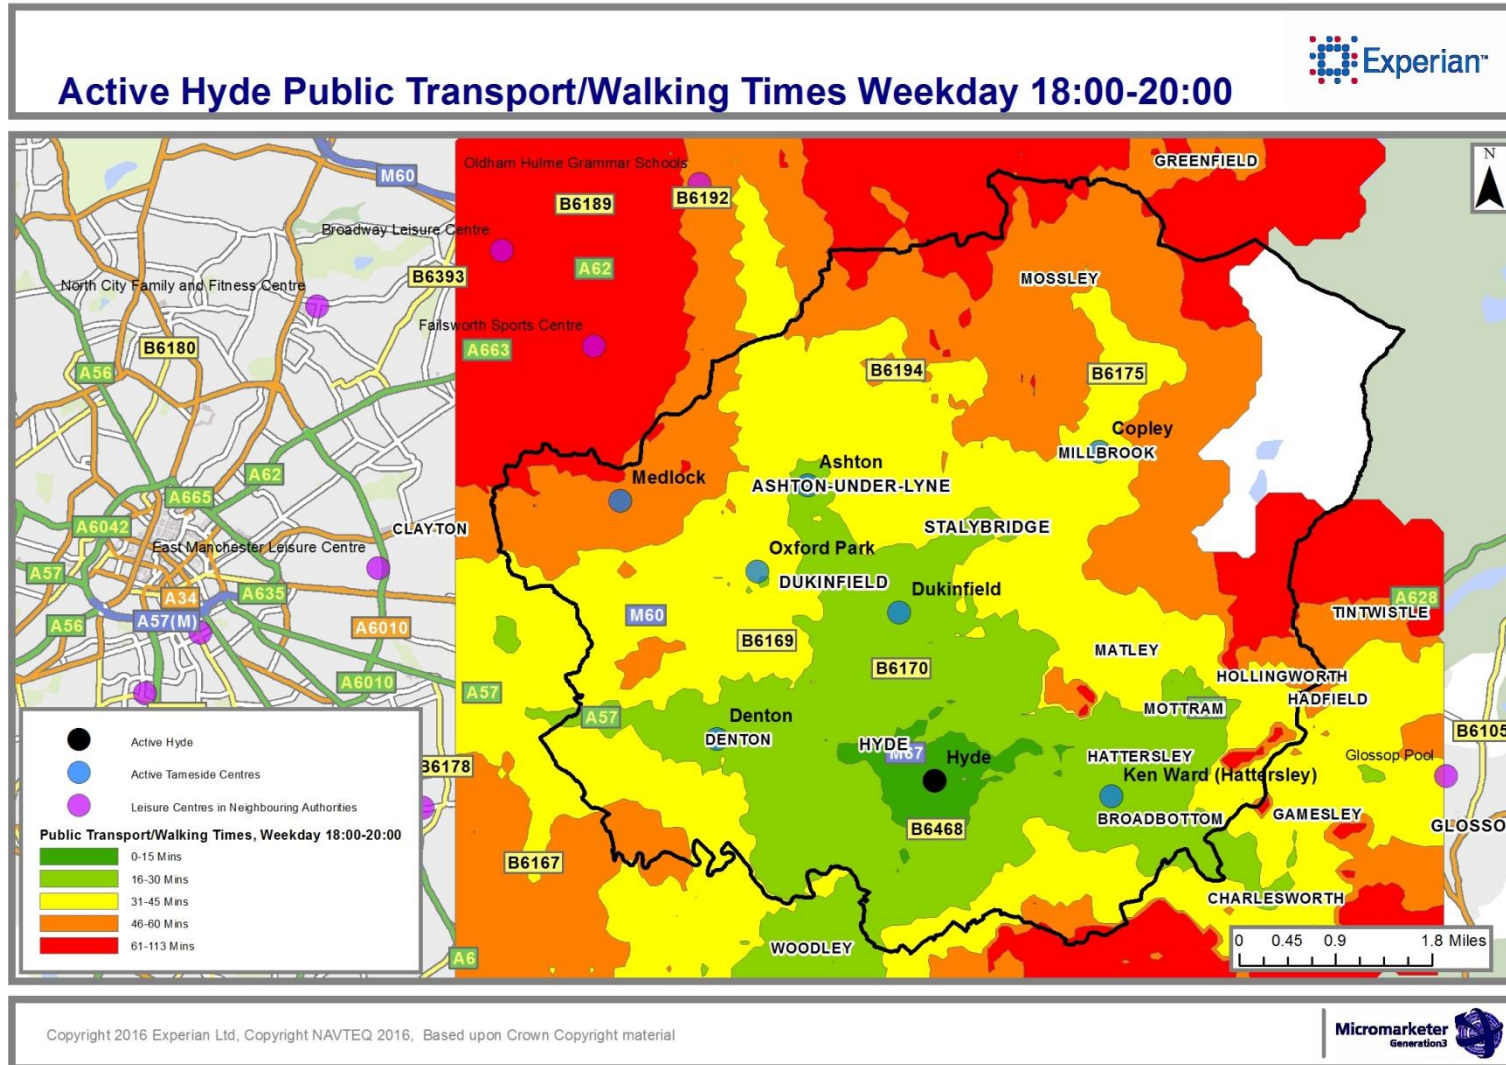 Active Hyde Public Transport/Walking Times Weekday 18:00-20:00
Experian™
N
GREENFIELD
Oldham Hulme Grammar Schools
M60
B6189
B6192
Broadway Leisure Centre
A62
B6393
MOSSLEY
North City Family and Fitness Centre
Failsworth Sports Centre
B6180
A663
A56
B6194
B6175
Copley
MILLBROOK
Ashton
Medlock
A62
ASHTON-UNDER-LYNE
A665
A6042
CLAYTON
STALYBRIDGE
East Manchester Leisure Centre
Oxford Park
A57
DUKINFIELD
Dukinfield
A34
A635
A628
TINTWISTLE
A56
A57(M)
A6010
M60
B6169
MATLEY
B6170
HOLLINGWORTH
A6010
A57
HADFIELD
MOTTRAM
A57
Denton
DENTON
B6105
HYDE
M67
Hyde
HATTERSLEY
Glossop Pool
B6178
Ken Ward (Hattersley)
BROADBOTTOM
GAMESLEY
GLOSSO
B6468
B6167
CHARLESWORTH
WOODLEY
A6
Active Hyde
Active Tameside Centres
Leisure Centres in Neighbouring Authorities
Public Transport/Walking Times, Weekday 18:00-20:00
0-15 Mins
16-30 Mins
31-45 Mins
46-60 Mins
61-113 Mins
0 0.45 0.9 1.8 Miles
Copyright 2016 Experian Ltd, Copyright NAVTEQ 2016, Based upon Crown Copyright material
Micromarketer
Generation3